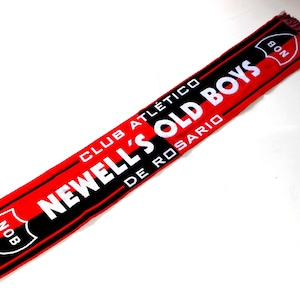 CLUB ATLÉTICO
NEWELL'S OLD BOYS
DE ROSARIO
NOB
NOB